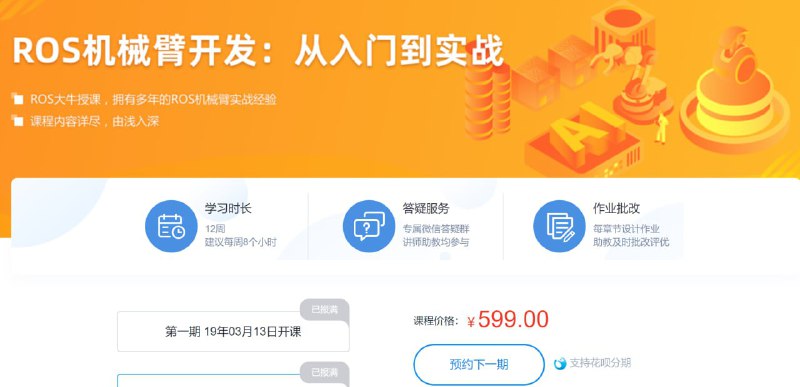 ROS机械臂开发：从入门到实战
ROS大牛授课，拥有多年的ROS机械臂实战经验
课程内容详尽，由浅入深
AI
学习时长
12周
建议每周8个小时
答疑服务
专属微信答疑群
讲师助教均参与
作业批改
每章节设计作业
助教及时批改评优
已报满
第一期 19年03月13日开课
已报满
课程价格：¥599.00
预约下一期
支持花呗分期